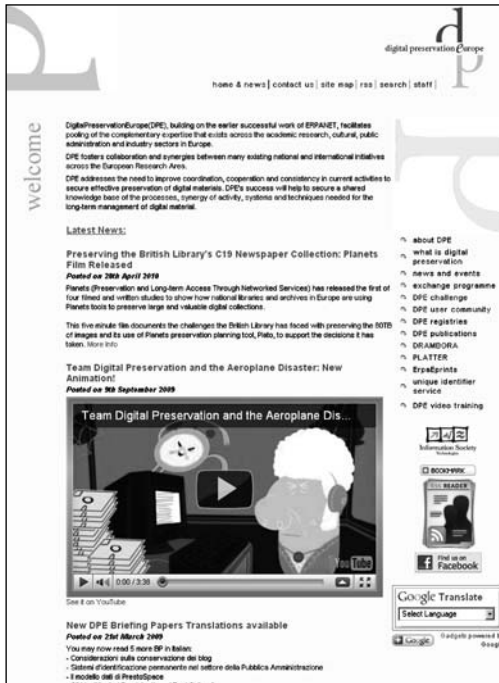 digital preservation europe
home & news | contact us | site map | rss | search | staff |
welcome
DigitalPreservationEurope(DPE), building on the earlier successful work of ERPANET, facilitates
pooling of the complementary expertise that exists across the academic research, cultural, public
administration and industry sectors in Europe.
DPE fosters collaboration and synergies between many existing national and international initiatives
across the European Research Area.
DPE addresses the need to improve coordination, cooperation and consistency in current activities to
secure effective preservation of digital materials. DPE's success will help to secure a shared
knowledge base of the processes, synergy of activity, systems and techniques needed for the
long-term management of digital material.
Latest News:
Preserving the British Library's C19 Newspaper Collection: Planets
Film Released
Posted on 20th April 2010
Planets (Preservation and Long-term Access Through Networked Services) has released the first of
four filmed and written studies to show how national libraries and archives in Europe are using
Planets tools to preserve large and valuable digital collections.
This five minute film documents the challenges the British Library has faced with preserving the 80TB
of images and its use of Planets preservation planning tool, Plato, to support the decisions it has
taken. More Info
Team Digital Preservation and the Aeroplane Disaster: New
Animation!
Posted on 9th September 2009
Team Digital Preservation and the Aeroplane Dis...
YouTube
0:00 / 3:38
See it on YouTube.
New DPE Briefing Papers Translations available
Posted on 21st March 2009
You may now read 5 more BP in Italian:
- Considerazioni sulla conservazione dei blog
- Sistemi d'identificazione permanente nel settore della Pubblica Amministrazione
- Il modello dati di PrestoSpace
about DPE
what is digital
preservation
news and events
exchange programme
DPE challenge
DPE user community
DPE registries
DPE publications
DRAMBORA
PLATTER
ErpaEprints
unique identifier
service
DPE video training
Information Society
Technologies
BOOKMARK
RSS READER
Find us on
Facebook
Google Translate
Select Language
Google
Gadgets powered by
Google